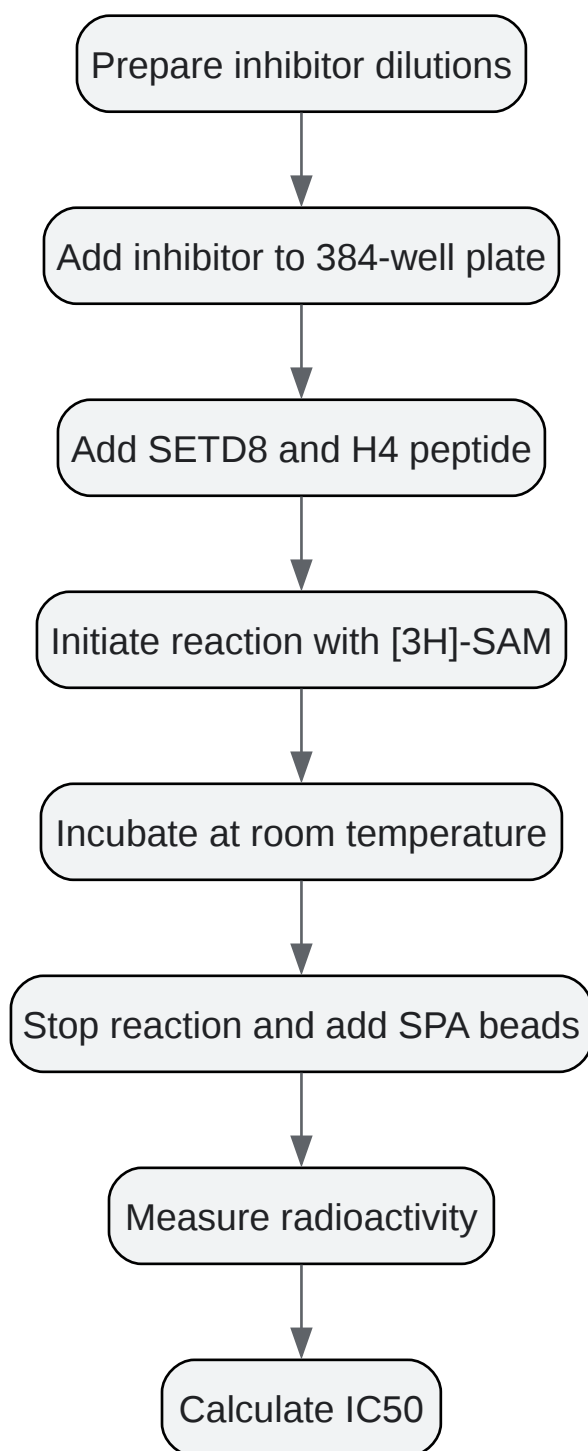 Prepare inhibitor dilutions
Add inhibitor to 384-well plate
Add SETD8 and H4 peptide
Initiate reaction with [3H]-SAM
Incubate at room temperature
Stop reaction and add SPA beads
Measure radioactivity
Calculate IC50